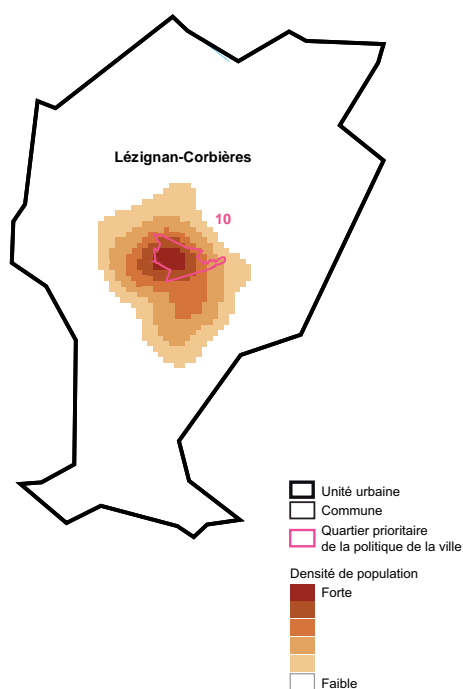 Lézignan-Corbières
10
Unité urbaine
Commune
Quartier prioritaire
de la politique de la ville
Densité de population
Forte
Faible